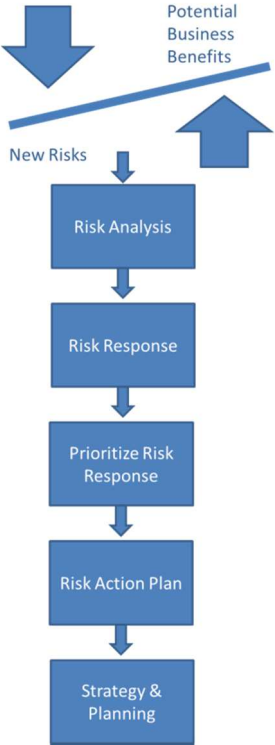 Potential
Business
Benefits
New Risks
Risk Analysis
Risk Response
Prioritize Risk
Response
Risk Action Plan
Strategy &
Planning